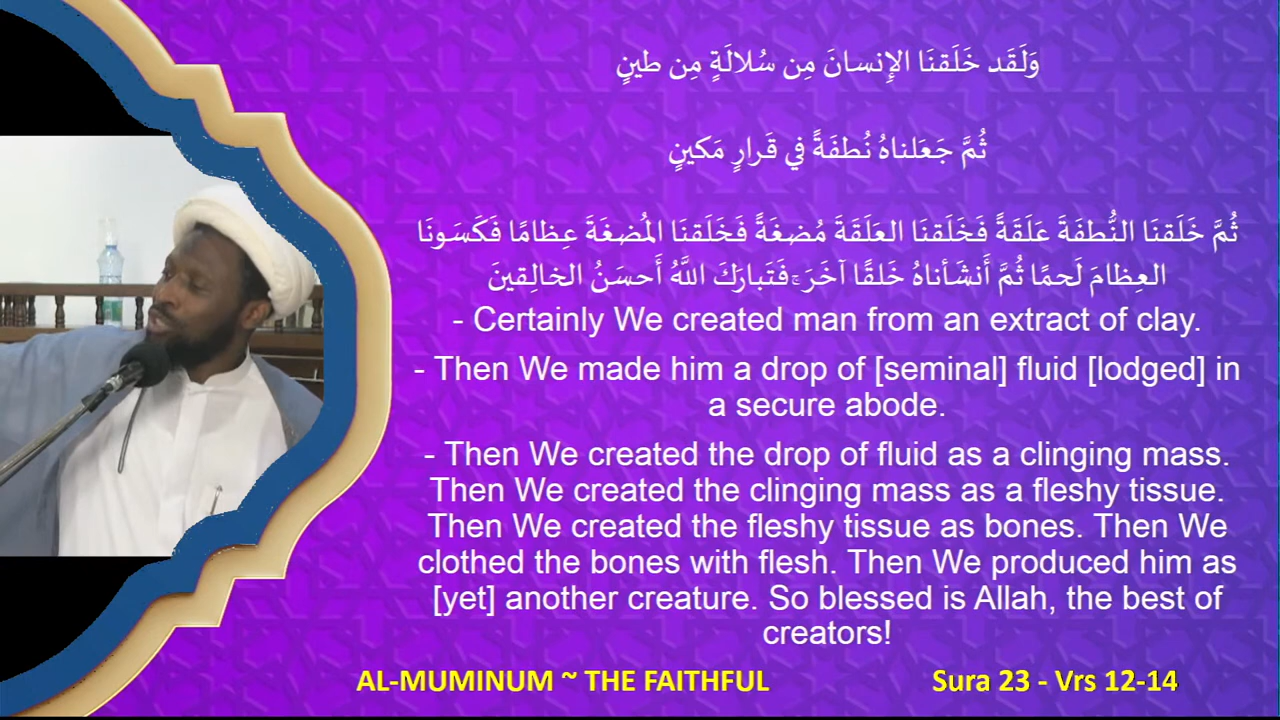 وَلَقَد خَلَقنَا الإِنسانَ مِن سُلالَةٍ مِن طينٍ
ثُمَّ جَعَلناهُ نُطفَةً في قَرارٍ مَكينٍ
ثُمَّ خَلَقنَا النُّطفَةَ عَلَقَةً فَخَلَقنَا العَلَقَةَ مُضغَةً فَخَلَقنَا المُضغَةَ عِظامًا فَكَسَونَا
العِظامَ لَحمًا ثُمَّ أَنشَأناهُ خَلقًا آخَرَ ۚ فَتَبارَكَ اللَّهُ أَحسَنُ الخالِقينَ
- Certainly We created man from an extract of clay.
- Then We made him a drop of [seminal] fluid [lodged] in
a secure abode.
- Then We created the drop of fluid as a clinging mass.
Then We created the clinging mass as a fleshy tissue.
Then We created the fleshy tissue as bones. Then We
clothed the bones with flesh. Then We produced him as
[yet] another creature. So blessed is Allah, the best of
creators!
AL-MUMINUM ~ THE FAITHFUL Sura 23 - Vrs 12-14